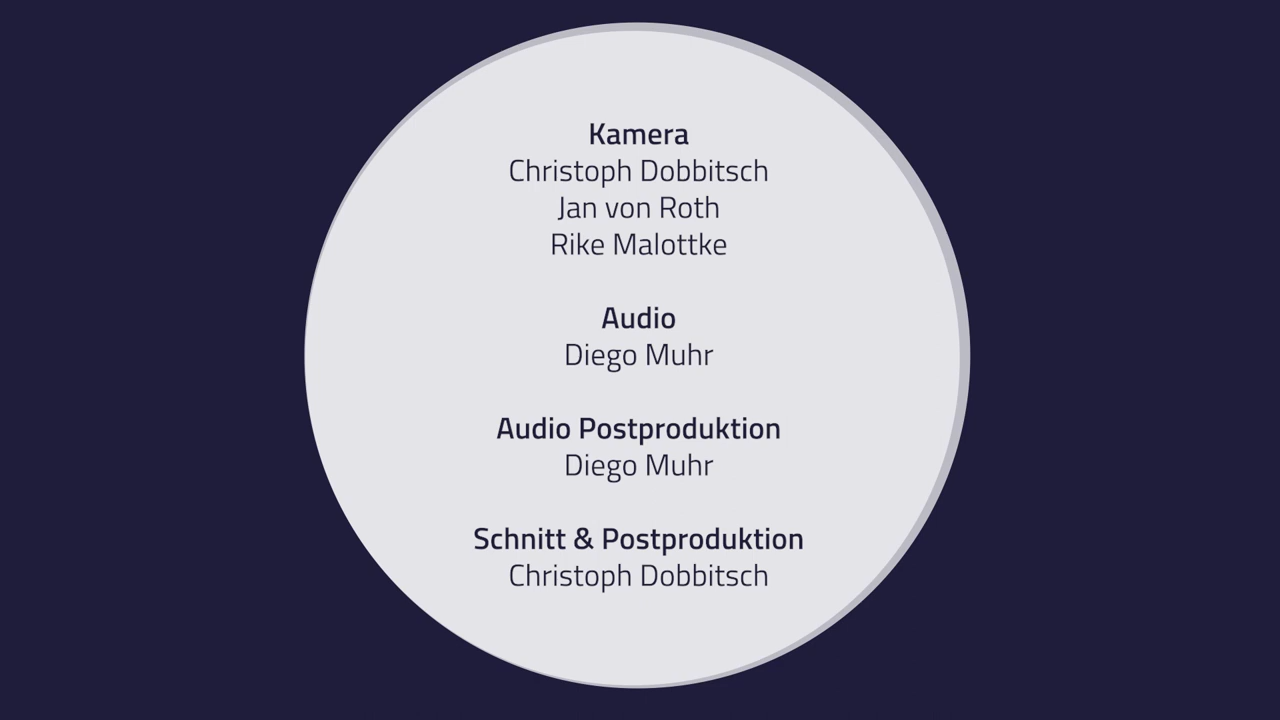 Kamera
Christoph Dobbitsch
Jan von Roth
Rike Malottke
Audio
Diego Muhr
Audio Postproduktion
Diego Muhr
Schnitt & Postproduktion
Christoph Dobbitsch